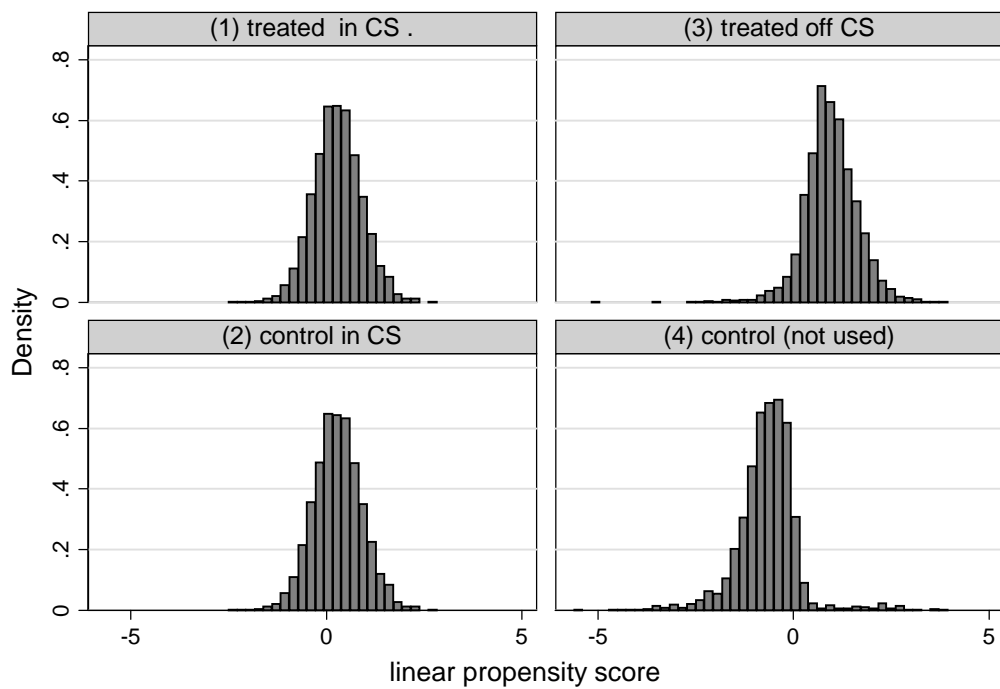 (1) treated  in CS .
(3) treated off CS
0 .2 .4 .6 .8
(2) control in CS
(4) control (not used)
0 .2 .4 .6 .8
Density
-5 0 5
-5 0 5
linear propensity score